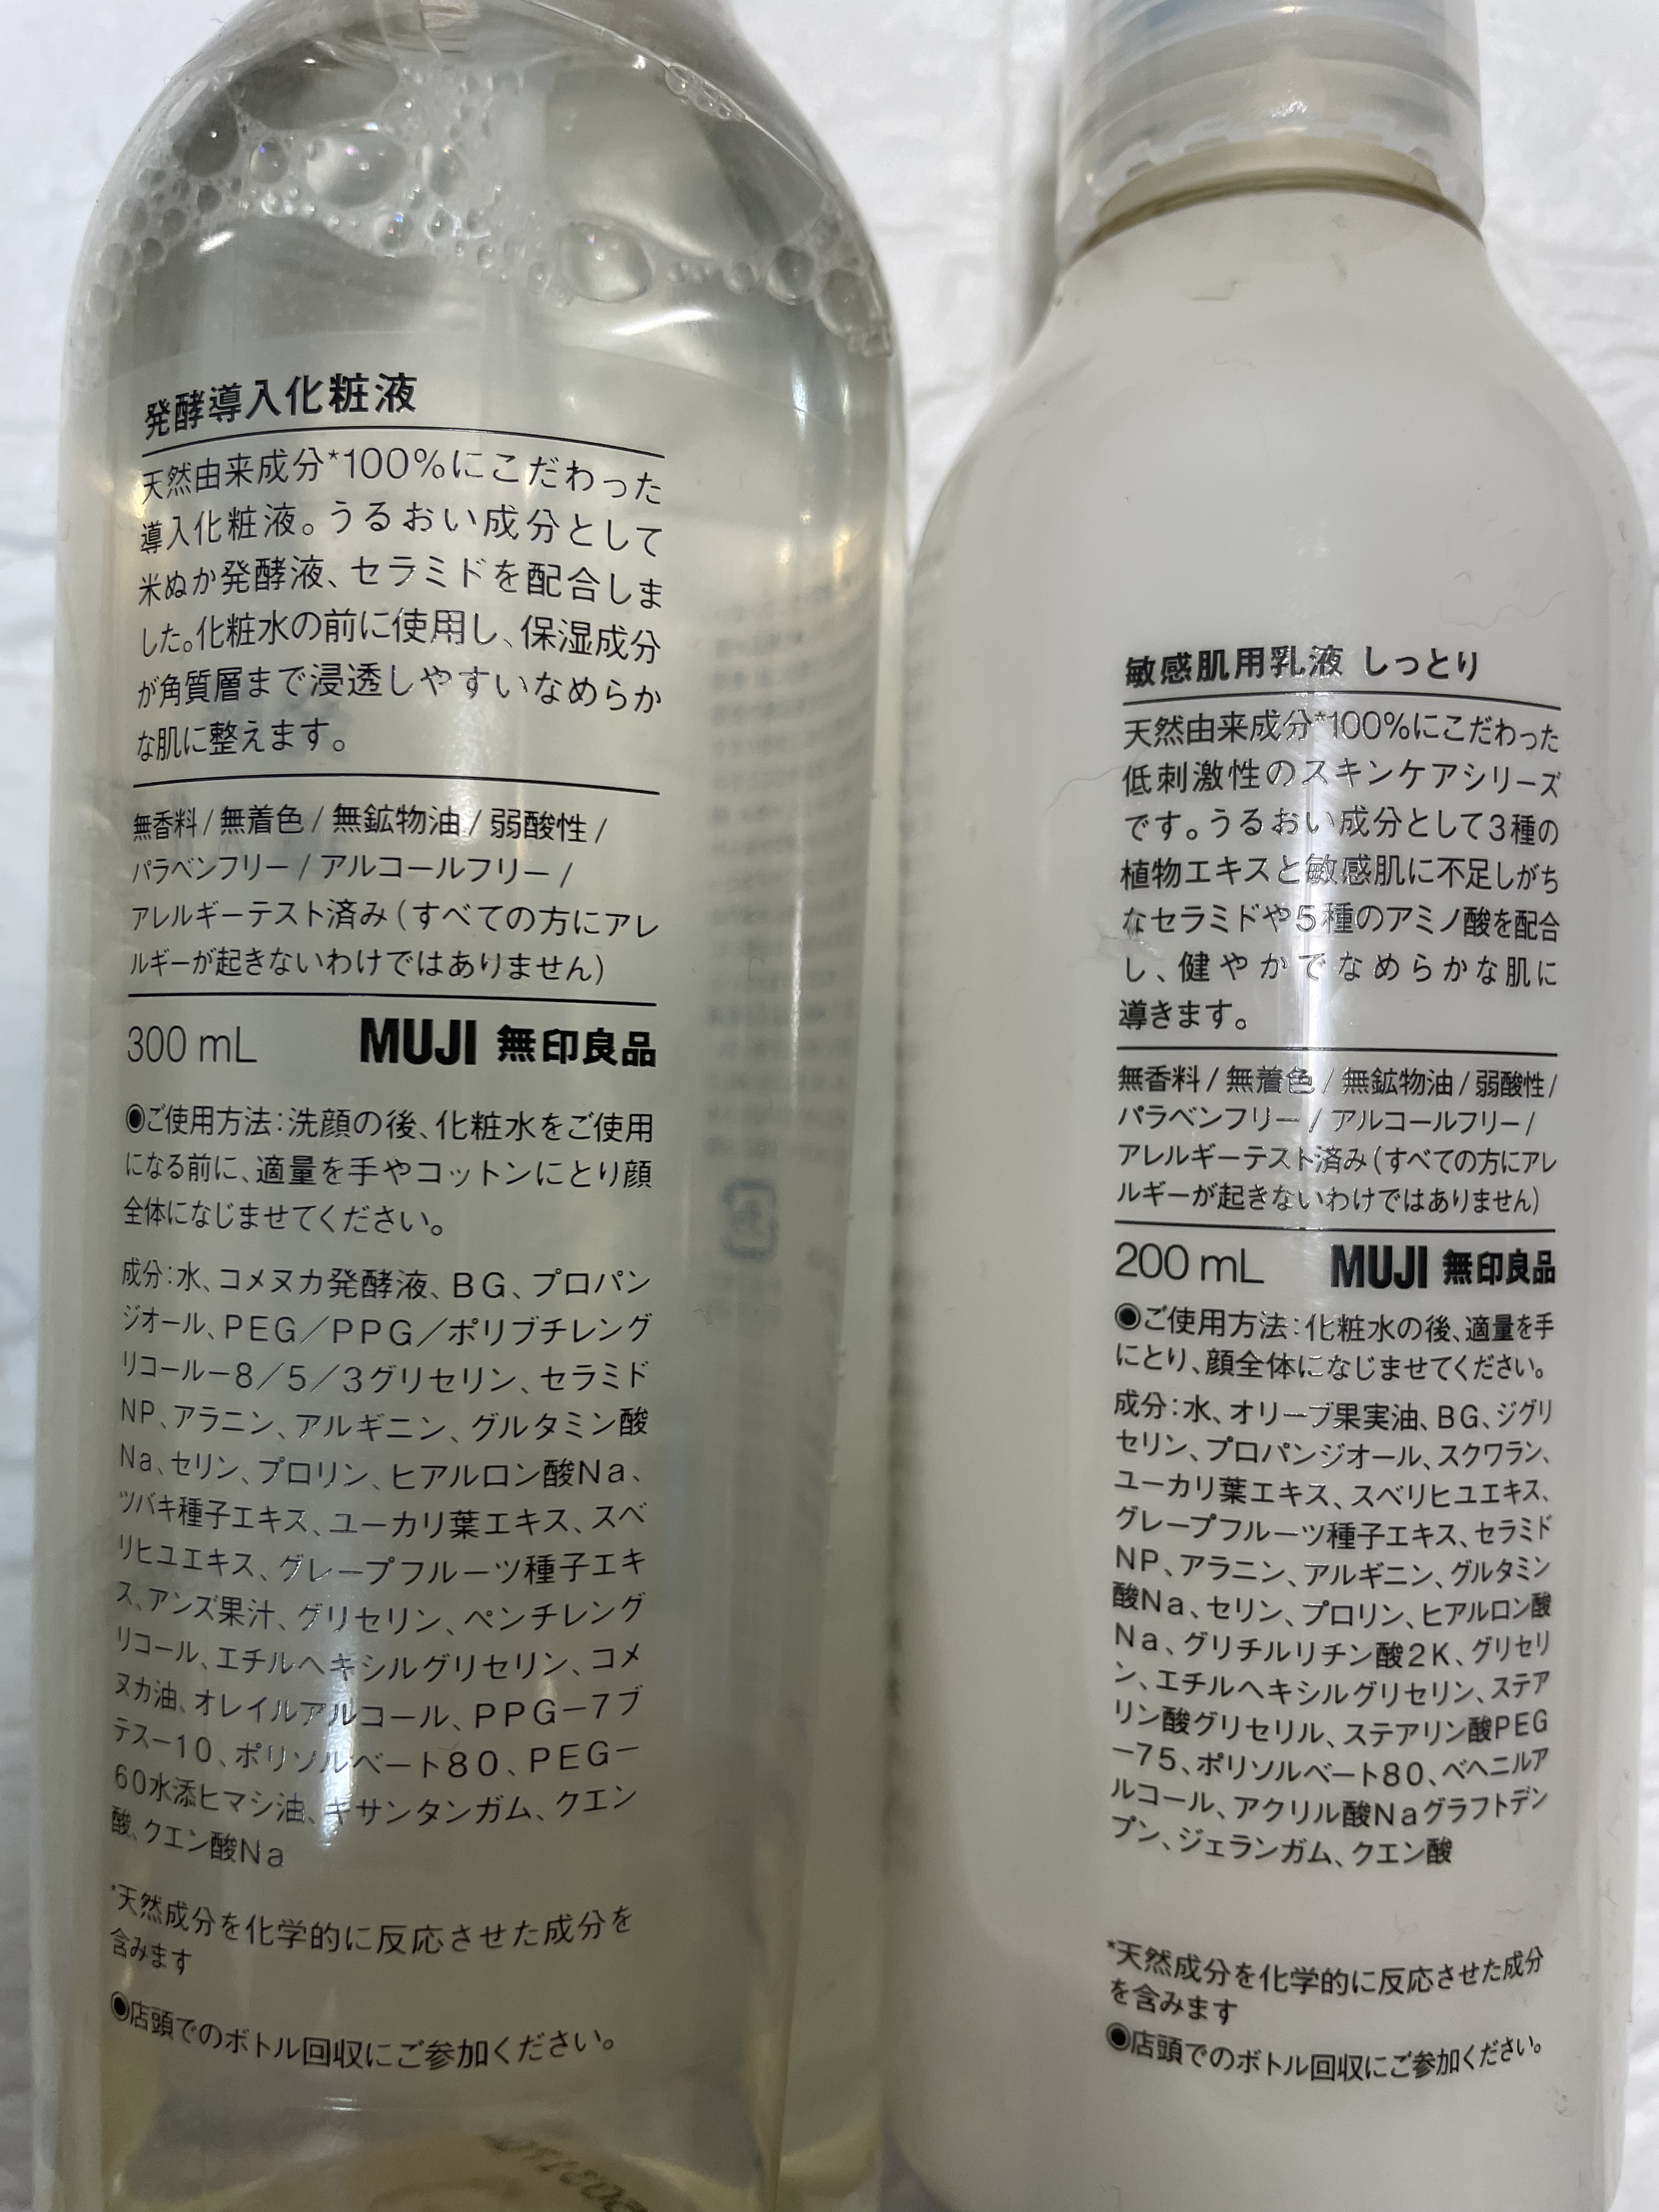 発酵導入化粧液
天然由来成分*100%にこだわった
導入化粧液。うるおい成分として
米ぬか発酵液、セラミドを配合しま
した。化粧水の前に使用し、保湿成分
が角質層まで浸透しやすいなめらか
な肌に整えます。
無香料/無着色/無鉱物油/弱酸性/
パラベンフリー/アルコールフリー/
アレルギーテスト済み(すべての方にアレ
ルギーが起きないわけではありません)
300 mL MUJI 無印良品
◉ご使用方法:洗顔の後、化粧水をご使用
になる前に、適量を手やコットンにとり顔
全体になじませてください。
成分:水、コメヌカ発酵液、BG、プロパン
ジオール、PEG/PPG/ポリブチレング
リコール-8/5/3グリセリン、セラミド
NP、アラニン、アルギニン、グルタミン酸
Na、セリン、プロリン、ヒアルロン酸Na、
ツバキ種子エキス、ユーカリ葉エキス、スベ
リヒユエキス、グレープフルーツ種子エキ
ス、アンズ果汁、グリセリン、ペンチレング
リコール、エチルヘキシルグリセリン、コメ
ヌカ油、オレイルアルコール、PPG-7ブ
テス-10、ポリソルベート80、PEG-
60水添ヒマシ油、キサンタンガム、クエン
酸、クエン酸Na
*天然成分を化学的に反応させた成分を
含みます
◉店頭でのボトル回収にご参加ください。
敏感肌用乳液 しっとり
天然由来成分*100%にこだわった
低刺激性のスキンケアシリーズ
です。うるおい成分として3種の
植物エキスと敏感肌に不足しがち
なセラミドや5種のアミノ酸を配合
し、健やかでなめらかな肌に
導きます。
無香料/無着色/無鉱物油/弱酸性/
パラベンフリー/アルコールフリー/
アレルギーテスト済み(すべての方にアレ
ルギーが起きないわけではありません)
200 mL MUJI 無印良品
◉ご使用方法:化粧水の後、適量を手
にとり、顔全体になじませてください。
成分:水、オリーブ果実油、BG、ジグリ
セリン、プロパンジオール、スクワラン、
ユーカリ葉エキス、スベリヒユエキス、
グレープフルーツ種子エキス、セラミド
NP、アラニン、アルギニン、グルタミン
酸Na、セリン、プロリン、ヒアルロン酸
Na、グリチルリチン酸2K、グリセリ
ン、エチルヘキシルグリセリン、ステア
リン酸グリセリル、ステアリン酸PEG
-75、ポリソルベート80、ベヘニルア
ルコール、アクリル酸Naグラフトデン
プン、ジェランガム、クエン酸
*天然成分を化学的に反応させた成分
を含みます
◉店頭でのボトル回収にご参加ください。